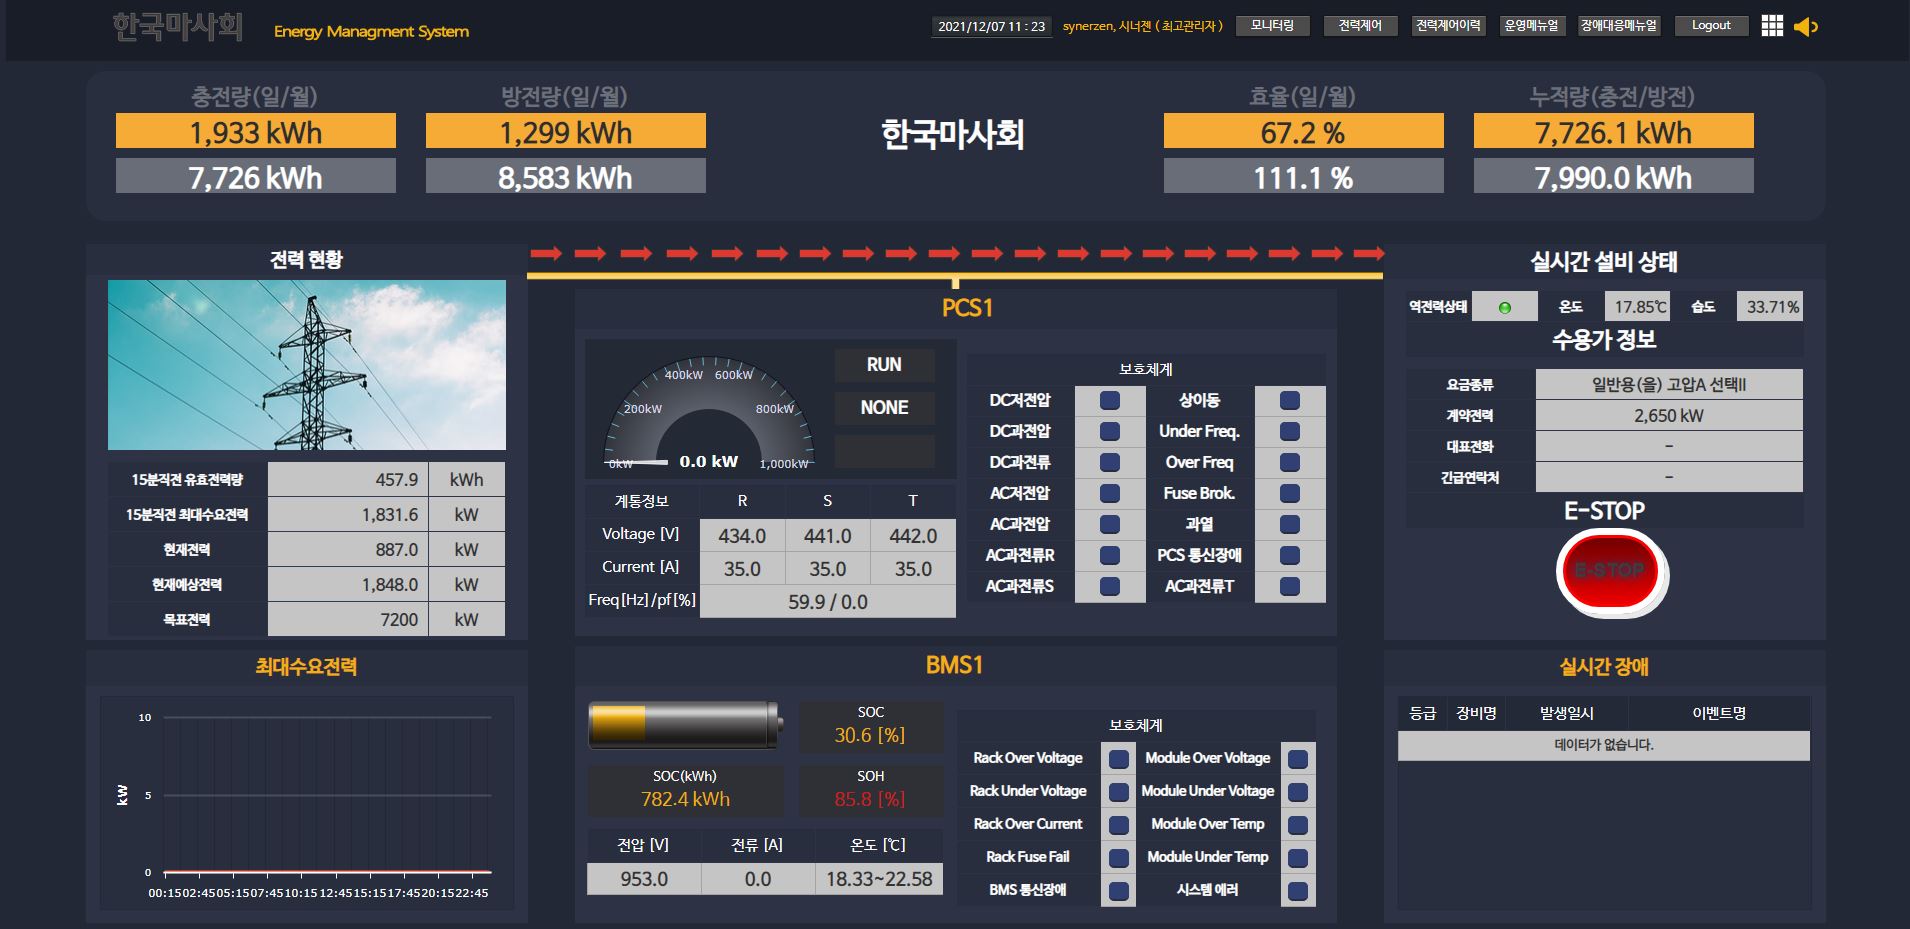 한국마사회 Energy Managment System 2021/12/07 11 : 23 synerzen, 시너젠 ( 최고관리자 ) 모니터링 전력제어 전력제어이력 운영메뉴얼 장애대응메뉴얼 Logout
충전량(일/월) 방전량(일/월) 효율(일/월) 누적량(충전/방전)
1,933 kWh 1,299 kWh 한국마사회 67.2 % 7,726.1 kWh
7,726 kWh 8,583 kWh 111.1 % 7,990.0 kWh
전력 현황
15분직전 유효전력량 457.9 kWh
15분직전 최대수요전력 1,831.6 kW
현재전력 887.0 kW
현재예상전력 1,848.0 kW
목표전력 7200 kW
최대수요전력
10
5
0
kW
00:15 02:45 05:15 07:45 10:15 12:45 15:15 17:45 20:15 22:45
PCS1
0kW 200kW 400kW 600kW 800kW 1,000kW
0.0 kW
RUN
NONE
계통정보 R S T
Voltage [V] 434.0 441.0 442.0
Current [A] 35.0 35.0 35.0
Freq[Hz]/pf[%] 59.9 / 0.0
보호체계
DC저전압 상이동
DC과전압 Under Freq.
DC과전류 Over Freq
AC저전압 Fuse Brok.
AC과전압 과열
AC과전류R PCS 통신장애
AC과전류S AC과전류T
BMS1
SOC
30.6 [%]
SOC(kWh) SOH
782.4 kWh 85.8 [%]
전압 [V] 전류 [A] 온도 [℃]
953.0 0.0 18.33~22.58
보호체계
Rack Over Voltage Module Over Voltage
Rack Under Voltage Module Under Voltage
Rack Over Current Module Over Temp
Rack Fuse Fail Module Under Temp
BMS 통신장애 시스템 에러
실시간 설비 상태
역전력상태 온도 17.85℃ 습도 33.71%
수용가 정보
요금종류 일반용(을) 고압A 선택II
계약전력 2,650 kW
대표전화 -
긴급연락처 -
E-STOP
E-STOP
실시간 장애
등급 장비명 발생일시 이벤트명
데이터가 없습니다.